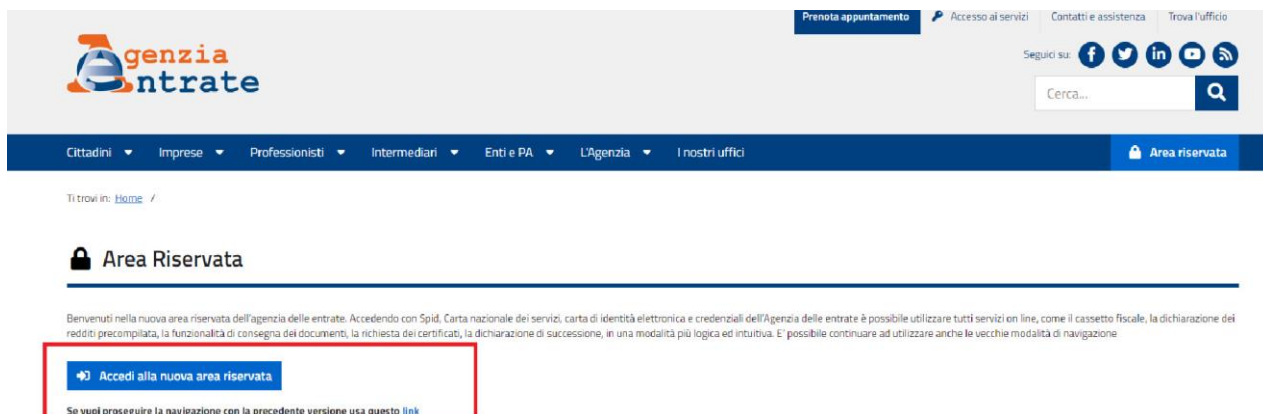 Prenota appuntamento Accesso ai servizi Contatti e assistenza Trova l'ufficio
Agenzia
Entrate
Seguici su:
Cerca...
Cittadini Imprese Professionisti Intermediari Enti e PA L'Agenzia I nostri uffici Area riservata
Ti trovi in: Home /
Area Riservata
Benvenuti nella nuova area riservata dell'agenzia delle entrate. Accedendo con Spid, Carta nazionale dei servizi, carta di identità elettronica e credenziali dell'Agenzia delle entrate è possibile utilizzare tutti servizi on line, come il cassetto fiscale, la dichiarazione dei
redditi precompilata, la funzionalità di consegna dei documenti, la richiesta dei certificati, la dichiarazione di successione, in una modalità più logica ed intuitiva. E' possibile continuare ad utilizzare anche le vecchie modalità di navigazione
Accedi alla nuova area riservata
Se vuoi proseguire la navigazione con la precedente versione usa questo link